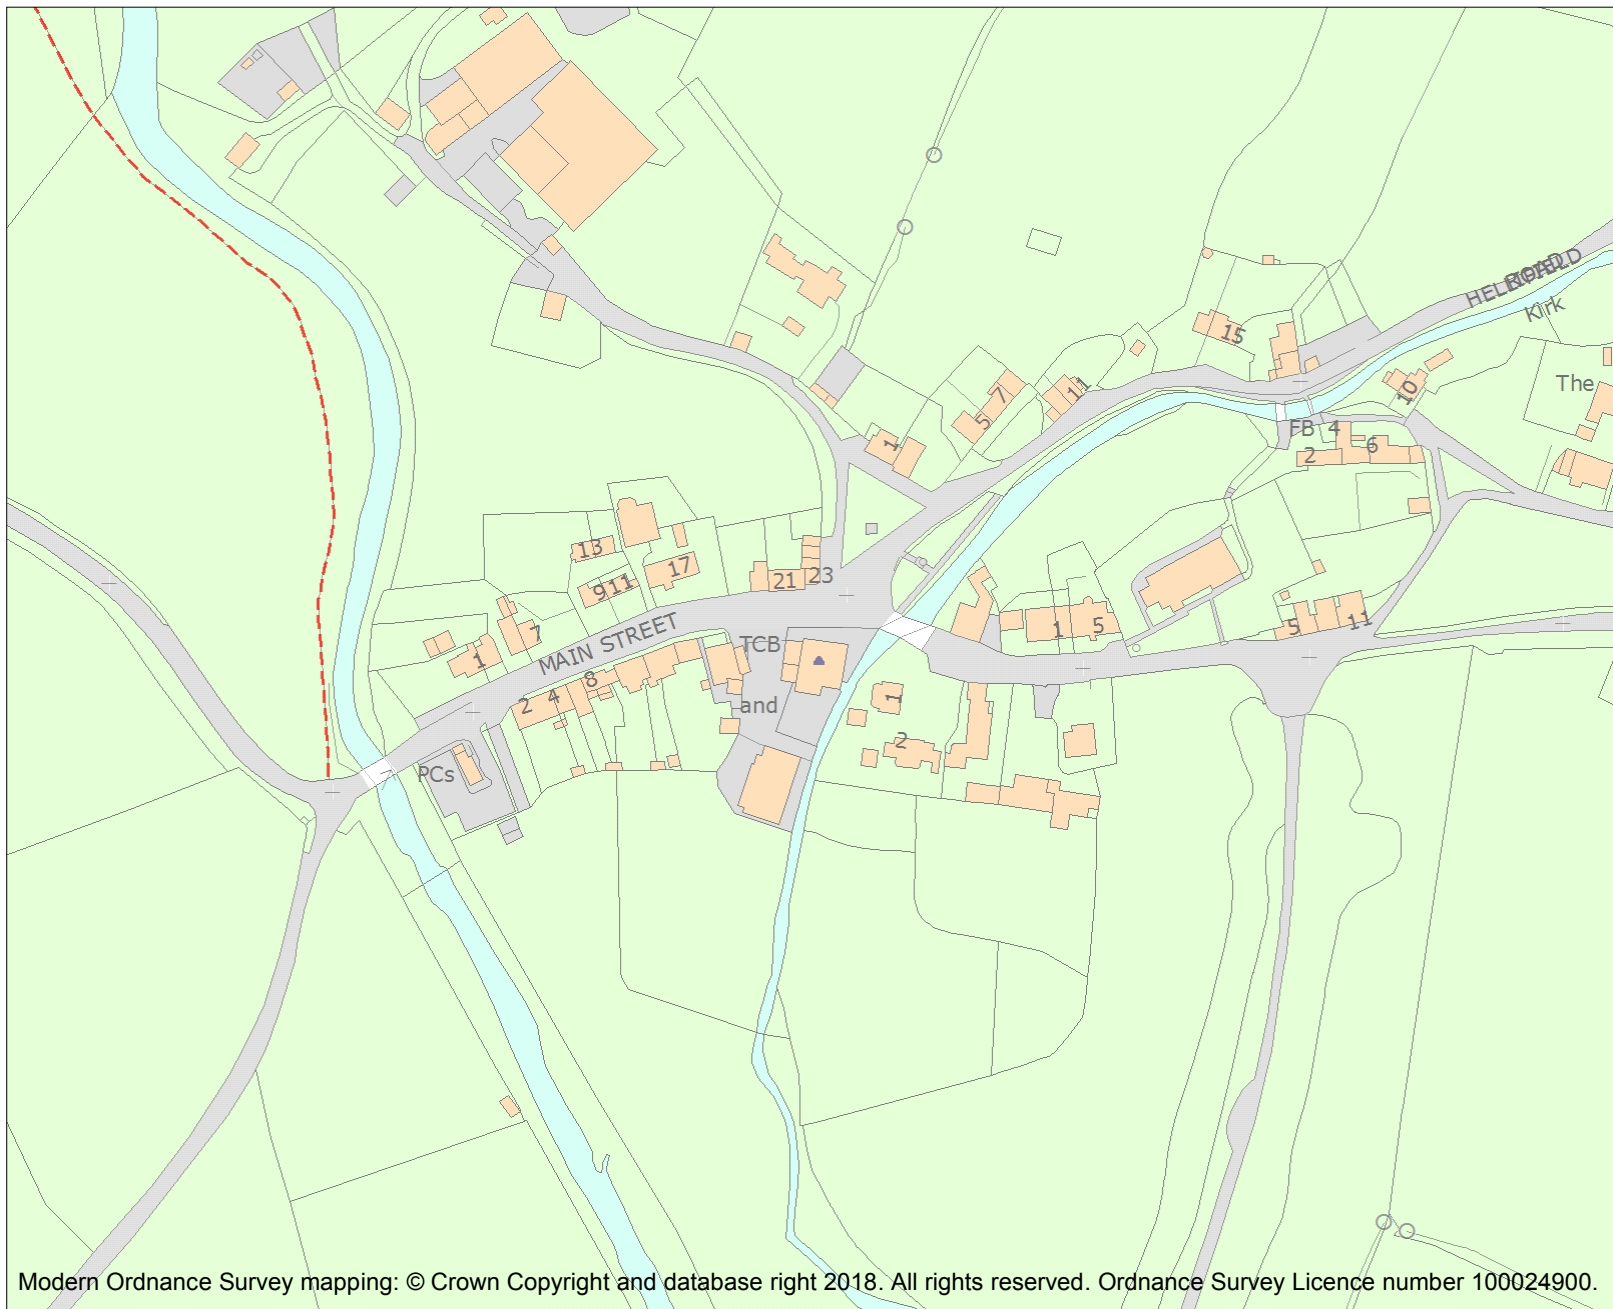 HELLIFIELD
ROAD
Kirk
15
The
10
7
11
5
FB 4
1
2
6
13
17
9 11
21
23
5
1
5
11
7
MAIN STREET
TCB
1
8
4
2
and
1
2
PCs
Modern Ordnance Survey mapping: © Crown Copyright and database right 2018. All rights reserved. Ordnance Survey Licence number 100024900.